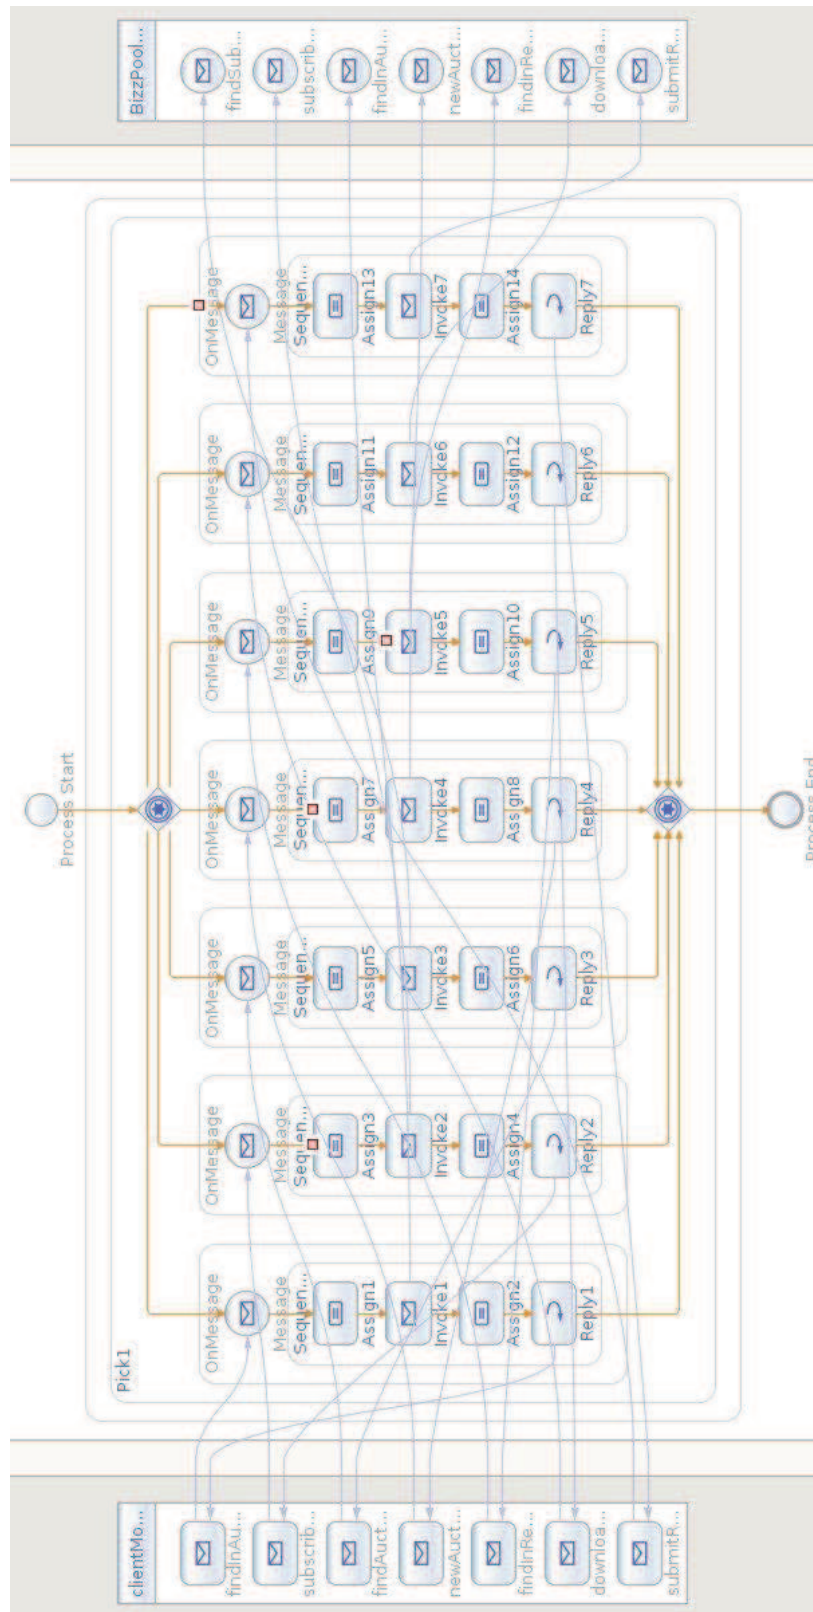 clientMo...
findInAu...
subscrib...
findAuct...
newAuct...
findInRe...
downloa...
submitR...
Process Start
Pick1
OnMessage
Message
Sequen...
Assign1
Invoke1
Assign2
Reply1
OnMessage
Message
Sequen...
Assign3
Invoke2
Assign4
Reply2
OnMessage
Message
Sequen...
Assign5
Invoke3
Assign6
Reply3
OnMessage
Message
Sequen...
Assign7
Invoke4
Assign8
Reply4
OnMessage
Message
Sequen...
Assign9
Invoke5
Assign10
Reply5
OnMessage
Message
Sequen...
Assign11
Invoke6
Assign12
Reply6
OnMessage
Message
Sequen...
Assign13
Invoke7
Assign14
Reply7
Process End
BizzPool...
findSub...
subscrib...
findInAu...
newAuct...
findInRe...
downloa...
submitR...